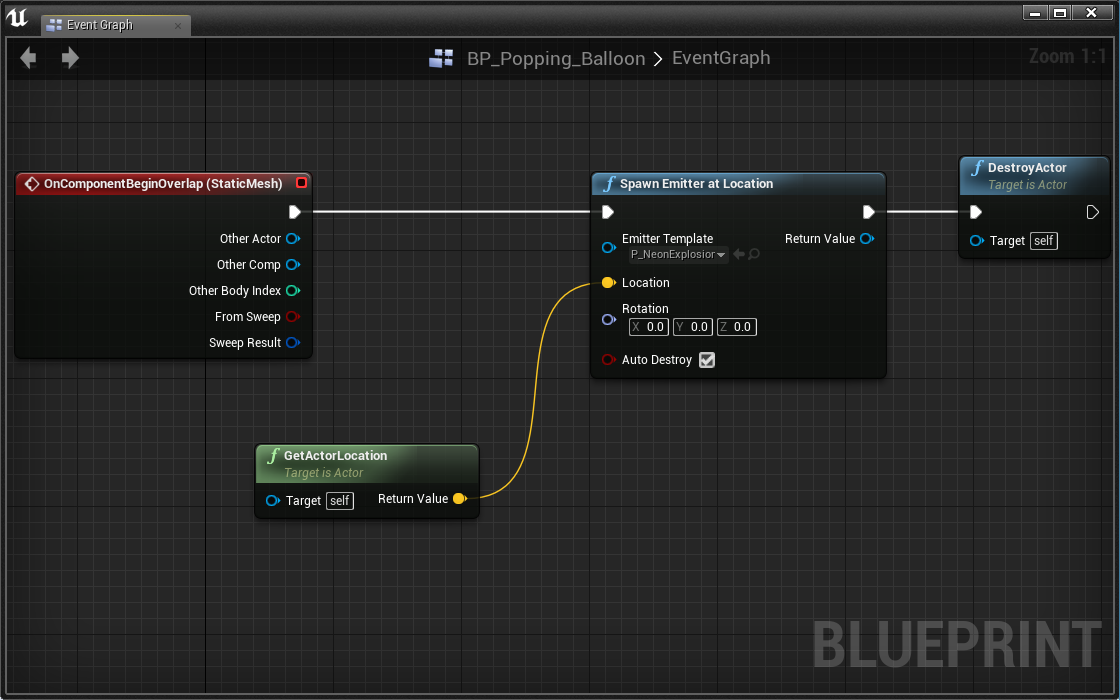 Event Graph
BP_Popping_Balloon > EventGraph
Zoom 1:1
OnComponentBeginOverlap (StaticMesh)
Other Actor
Other Comp
Other Body Index
From Sweep
Sweep Result
f Spawn Emitter at Location
Emitter Template
P_NeonExplosior
Return Value
Location
Rotation
X 0.0 Y 0.0 Z 0.0
Auto Destroy
f DestroyActor
Target is Actor
Target self
f GetActorLocation
Target is Actor
Target self Return Value
BLUEPRINT